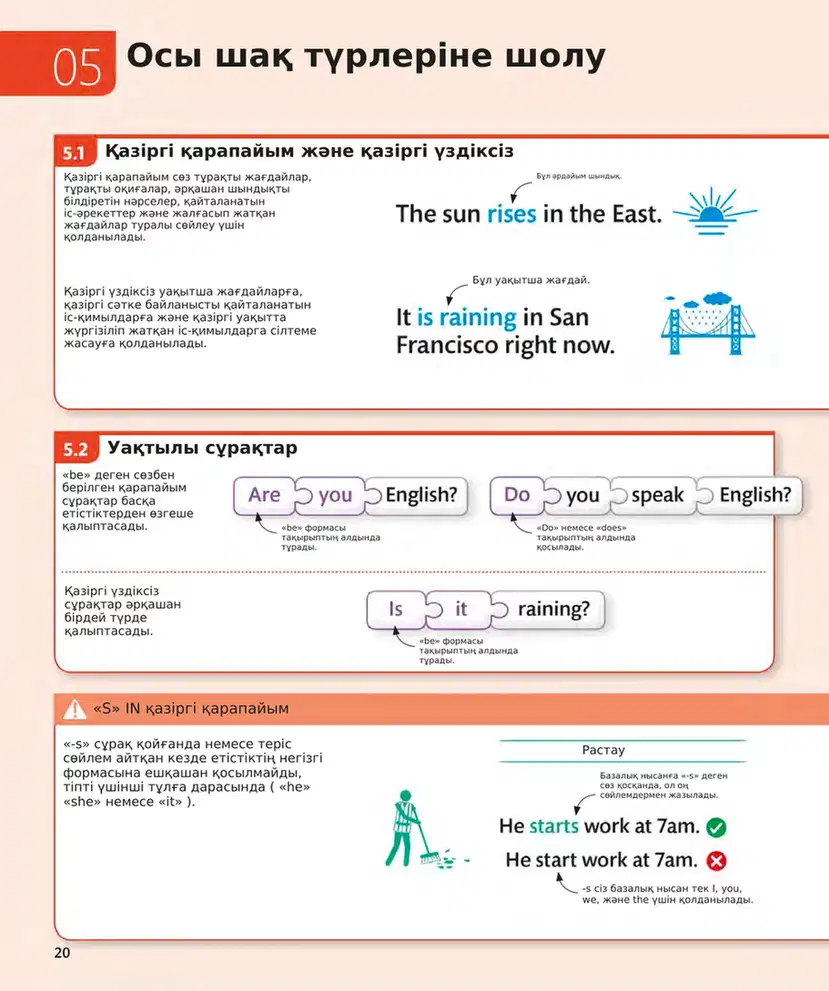 05
Осы шақ түрлеріне шолу
5.1
Қазіргі қарапайым және қазіргі үздіксіз
Қазіргі қарапайым сөз тұрақты жағдайлар,
тұрақты оқиғалар, әрқашан шындықты
білдіретін нәрселер, қайталанатын
іс-әрекеттер және жалғасып жатқан
жағдайлар туралы сөйлеу үшін
қолданылады.
Бұл әрдайым шындық.
The sun rises in the East.
Қазіргі үздіксіз уақытша жағдайларға,
қазіргі сәтке байланысты қайталанатын
іс-қимылдарға және қазіргі уақытта
жүргізіліп жатқан іс-қимылдарға сілтеме
жасауға қолданылады.
Бұл уақытша жағдай.
It is raining in San
Francisco right now.
5.2
Уақтылы сұрақтар
«be» деген сөзбен
берілген қарапайым
сұрақтар басқа
етістіктерден өзгеше
қалыптасады.
Are you English?
«be» формасы
тақырыптың алдында
тұрады.
Do you speak English?
«Do» немесе «does»
тақырыптың алдында
қосылады.
Қазіргі үздіксіз
сұрақтар әрқашан
бірдей түрде
қалыптасады.
Is it raining?
«be» формасы
тақырыптың алдында
тұрады.
«S» IN қазіргі қарапайым
«-s» сұрақ қойғанда немесе теріс
сөйлем айтқан кезде етістіктің негізгі
формасына ешқашан қосылмайды,
тіпті үшінші тұлға дарасында ( «he»
«she» немесе «it» ).
Растау
Базалық нысанға «-s» деген
сөз қосқанда, ол оң
сөйлемдермен жазылады.
He starts work at 7am.
He start work at 7am.
-s сіз базалық нысан тек I, you,
we, және the үшін қолданылады.
20